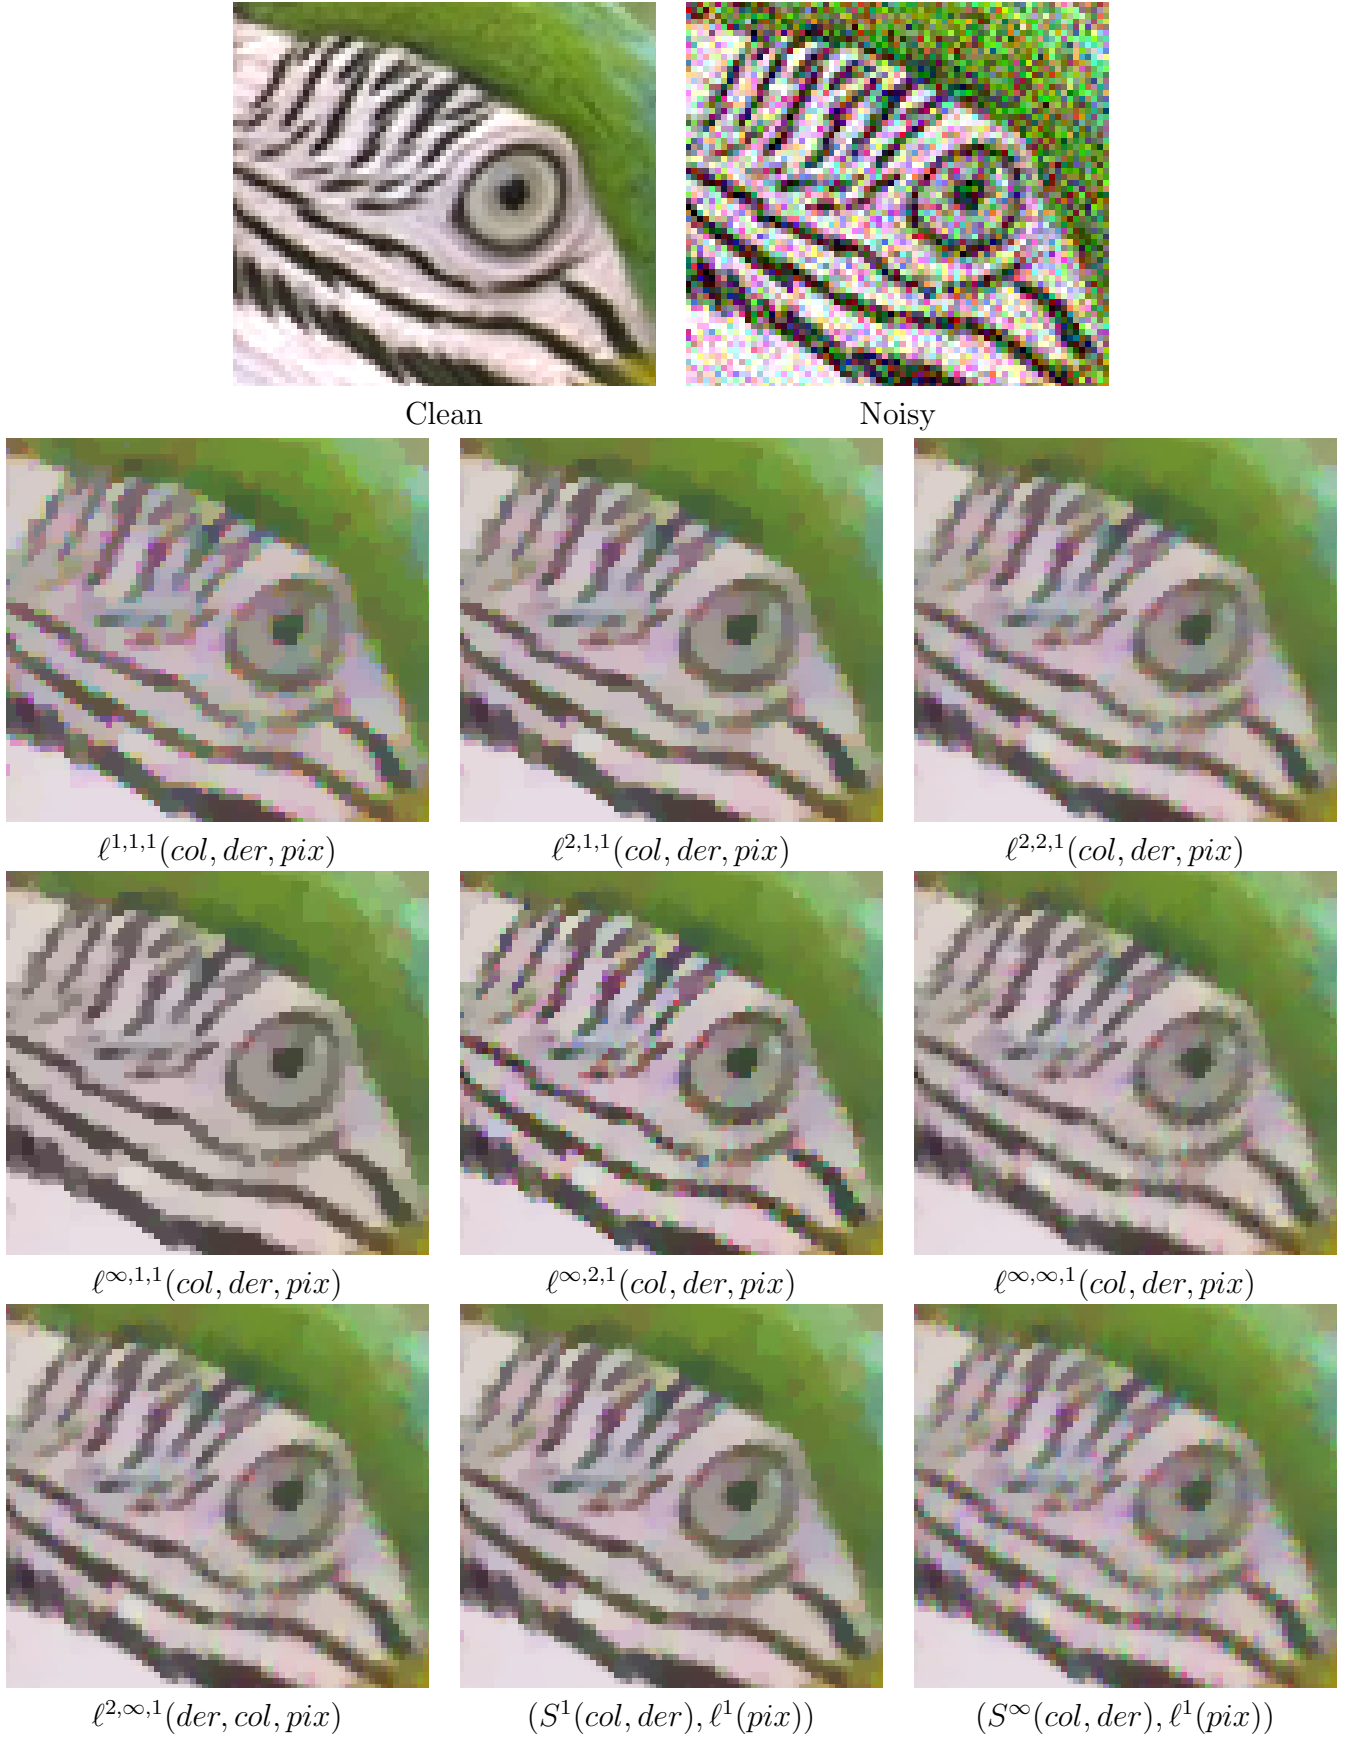 Clean Noisy
ℓ^{1,1,1}(col, der, pix) ℓ^{2,1,1}(col, der, pix) ℓ^{2,2,1}(col, der, pix)
ℓ^{∞,1,1}(col, der, pix) ℓ^{∞,2,1}(col, der, pix) ℓ^{∞,∞,1}(col, der, pix)
ℓ^{2,∞,1}(der, col, pix) (S^1(col, der), ℓ^1(pix)) (S^∞(col, der), ℓ^1(pix))